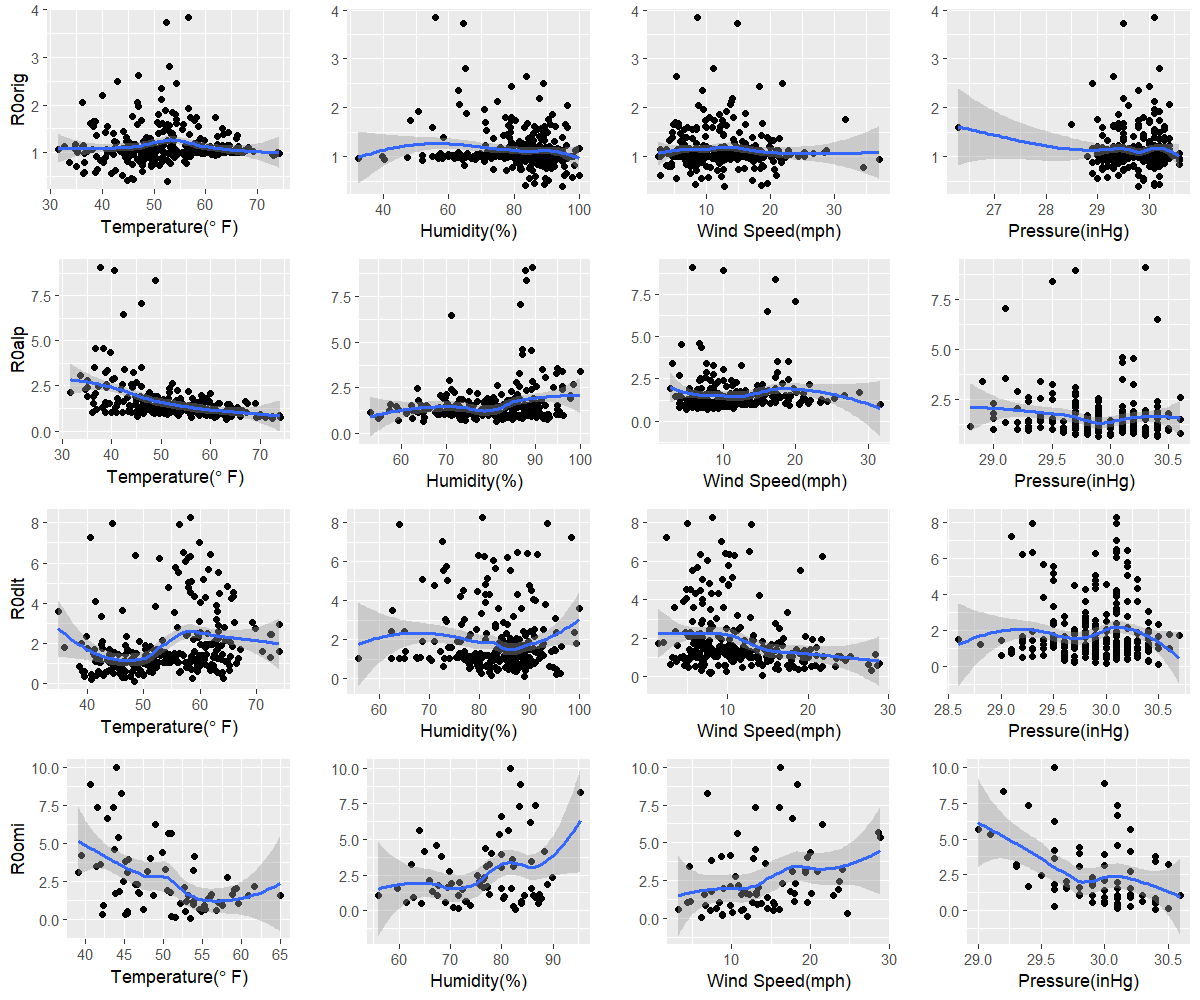 R0orig
4 3 2 1
30 40 50 60 70
Temperature(° F)
4 3 2 1
40 60 80 100
Humidity(%)
4 3 2 1
10 20 30
Wind Speed(mph)
4 3 2 1
27 28 29 30
Pressure(inHg)
R0alp
7.5 5.0 2.5 0.0
30 40 50 60 70
Temperature(° F)
7.5 5.0 2.5 0.0
60 70 80 90 100
Humidity(%)
7.5 5.0 2.5 0.0
10 20 30
Wind Speed(mph)
7.5 5.0 2.5
29.0 29.5 30.0 30.5
Pressure(inHg)
R0dlt
8 6 4 2 0
40 50 60 70
Temperature(° F)
8 6 4 2 0
60 70 80 90 100
Humidity(%)
8 6 4 2 0
10 20 30
Wind Speed(mph)
8 6 4 2 0
28.5 29.0 29.5 30.0 30.5
Pressure(inHg)
R0omi
10.0 7.5 5.0 2.5 0.0
40 45 50 55 60 65
Temperature(° F)
10.0 7.5 5.0 2.5 0.0
60 70 80 90
Humidity(%)
10.0 7.5 5.0 2.5 0.0
10 20 30
Wind Speed(mph)
10.0 7.5 5.0 2.5 0.0
29.0 29.5 30.0 30.5
Pressure(inHg)